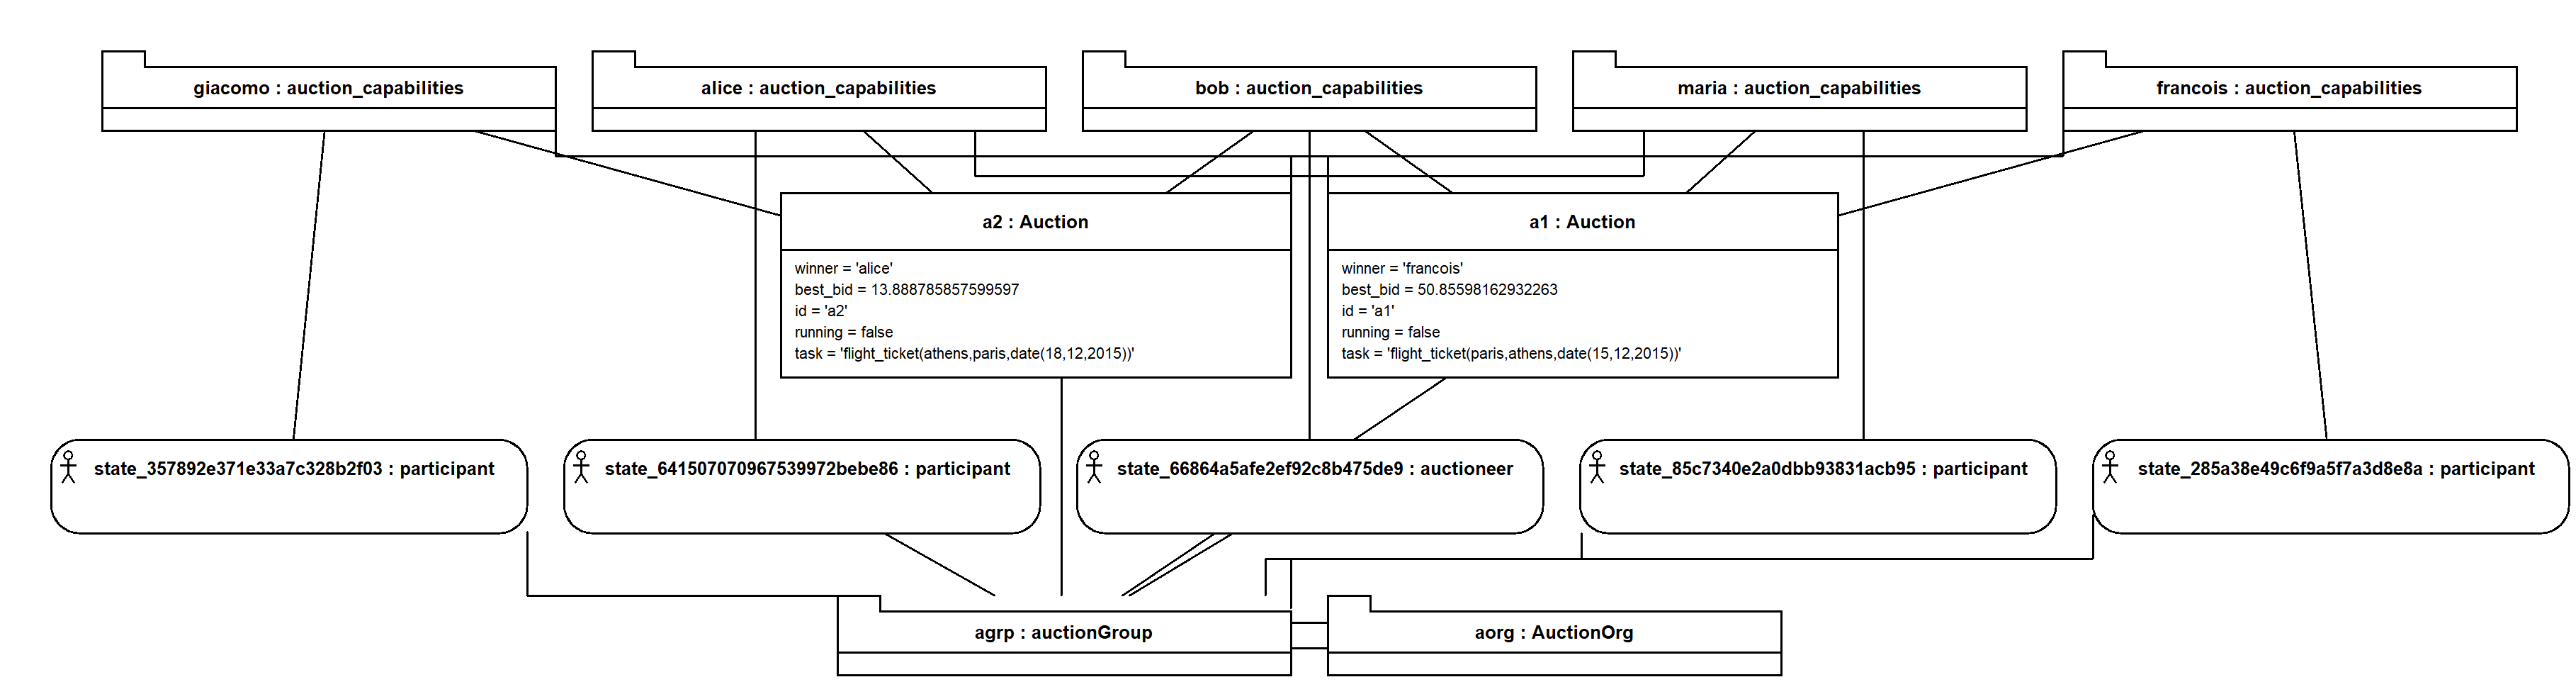 giacomo : auction_capabilities
alice : auction_capabilities
bob : auction_capabilities
maria : auction_capabilities
francois : auction_capabilities
a2 : Auction
winner = 'alice'
best_bid = 13.888785857599597
id = 'a2'
running = false
task = 'flight_ticket(athens,paris,date(18,12,2015))'
a1 : Auction
winner = 'francois'
best_bid = 50.85598162932263
id = 'a1'
running = false
task = 'flight_ticket(paris,athens,date(15,12,2015))'
state_357892e371e33a7c328b2f03 : participant
state_641507070967539972bebe86 : participant
state_66864a5afe2ef92c8b475de9 : auctioneer
state_85c7340e2a0dbb93831acb95 : participant
state_285a38e49c6f9a5f7a3d8e8a : participant
agrp : auctionGroup
aorg : AuctionOrg